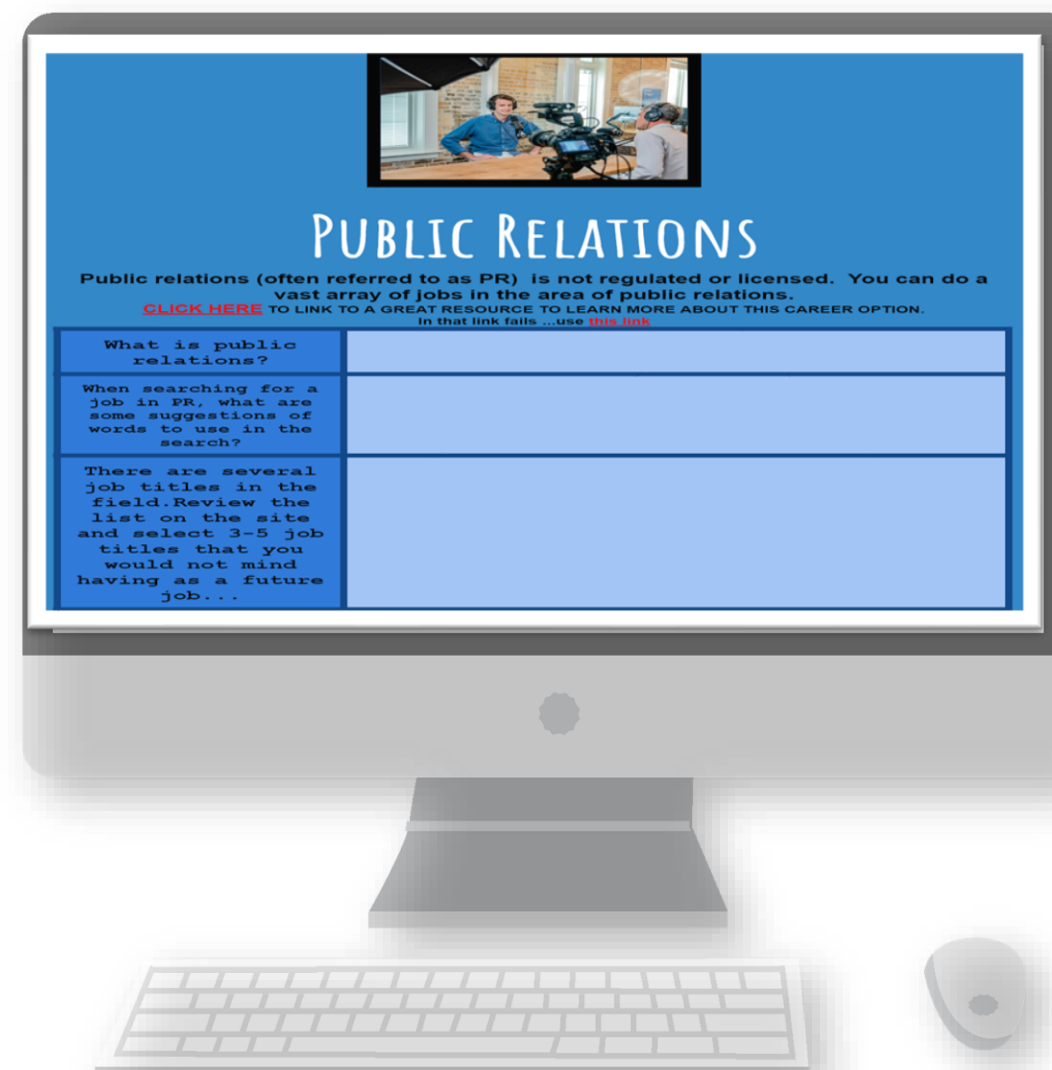 PUBLIC RELATIONS
Public relations (often referred to as PR) is not regulated or licensed. You can do a
vast array of jobs in the area of public relations.
CLICK HERE TO LINK TO A GREAT RESOURCE TO LEARN MORE ABOUT THIS CAREER OPTION.
In that link fails ...use this link
What is public
relations?
When searching for a
job in PR, what are
some suggestions of
words to use in the
search?
There are several
job titles in the
field.Review the
list on the site
and select 3-5 job
titles that you
would not mind
having as a future
job...